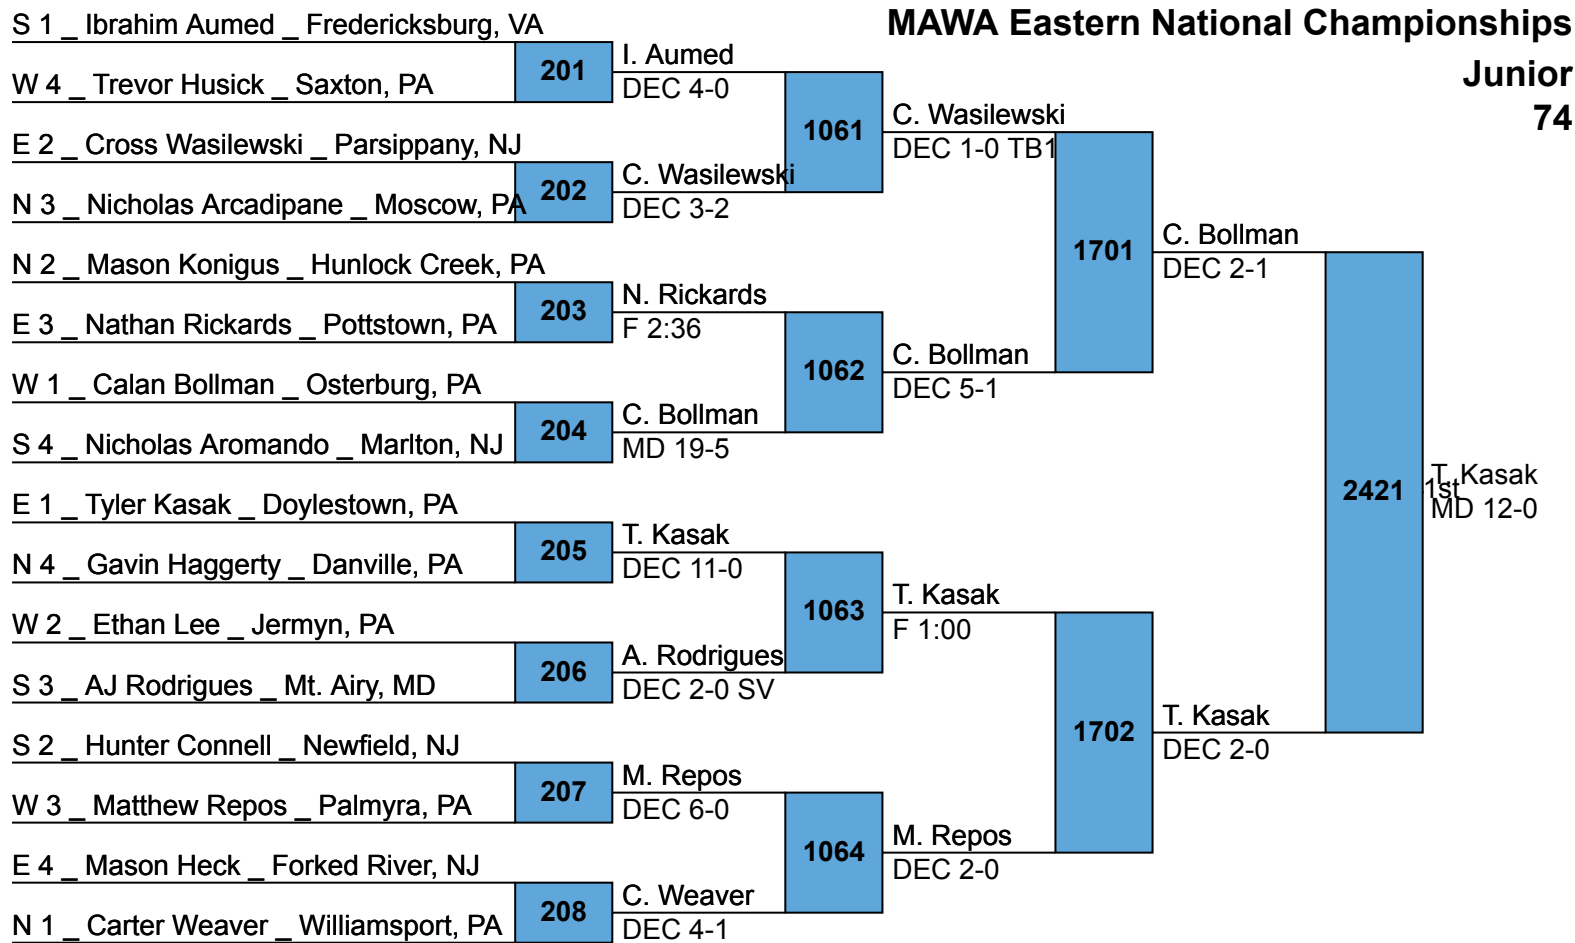 MAWA Eastern National Championships
Junior
74
S 1 _ Ibrahim Aumed _ Fredericksburg, VA
W 4 _ Trevor Husick _ Saxton, PA
E 2 _ Cross Wasilewski _ Parsippany, NJ
N 3 _ Nicholas Arcadipane _ Moscow, PA
N 2 _ Mason Konigus _ Hunlock Creek, PA
E 3 _ Nathan Rickards _ Pottstown, PA
W 1 _ Calan Bollman _ Osterburg, PA
S 4 _ Nicholas Aromando _ Marlton, NJ
E 1 _ Tyler Kasak _ Doylestown, PA
N 4 _ Gavin Haggerty _ Danville, PA
W 2 _ Ethan Lee _ Jermyn, PA
S 3 _ AJ Rodrigues _ Mt. Airy, MD
S 2 _ Hunter Connell _ Newfield, NJ
W 3 _ Matthew Repos _ Palmyra, PA
E 4 _ Mason Heck _ Forked River, NJ
N 1 _ Carter Weaver _ Williamsport, PA
201
202
203
204
205
206
207
208
I. Aumed
DEC 4-0
C. Wasilewski
DEC 3-2
N. Rickards
F 2:36
C. Bollman
MD 19-5
T. Kasak
DEC 11-0
A. Rodrigues
DEC 2-0 SV
M. Repos
DEC 6-0
C. Weaver
DEC 4-1
1061
1062
1063
1064
C. Wasilewski
DEC 1-0 TB1
C. Bollman
DEC 5-1
T. Kasak
F 1:00
M. Repos
DEC 2-0
1701
1702
C. Bollman
DEC 2-1
T. Kasak
DEC 2-0
2421
1st
T. Kasak
MD 12-0